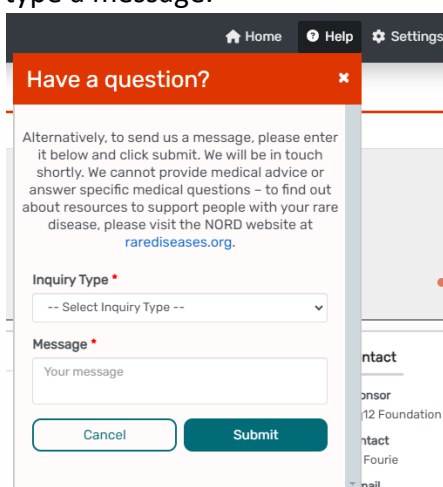 type a message.
Home Help Settings
Have a question?
Alternatively, to send us a message, please enter
it below and click submit. We will be in touch
shortly. We cannot provide medical advice or
answer specific medical questions – to find out
about resources to support people with your rare
disease, please visit the NORD website at
rarediseases.org.
Inquiry Type *
-- Select Inquiry Type --
Message *
Your message
Cancel Submit
ntact
onsor
q12 Foundation
ntact
Fourie
mail